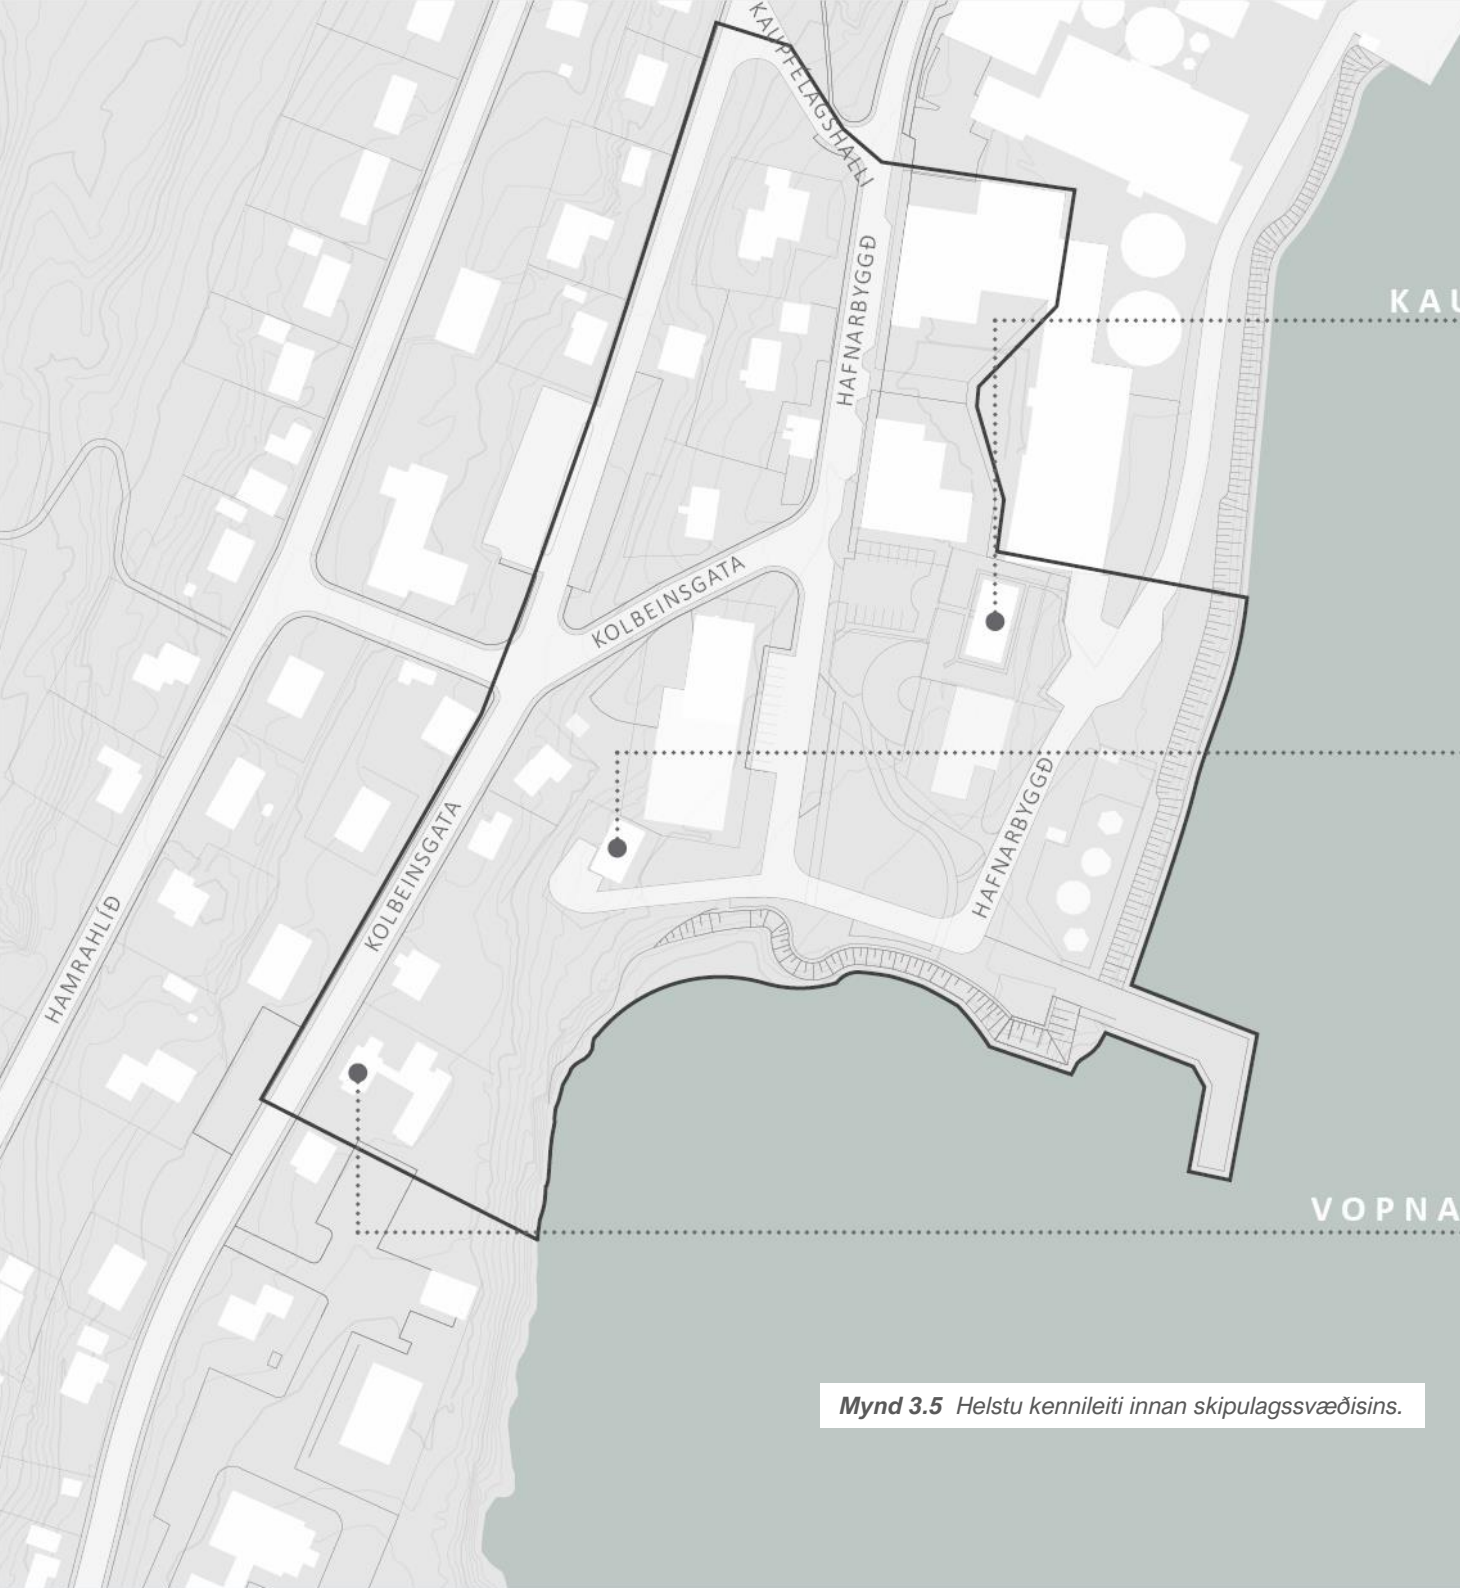 KAUPFÉLAGSHALLI
HAFNARBYGGÐ
KAU
KOLBEINSGATA
HAFNARBYGGÐ
KOLBEINSGATA
HAMRAHLÍÐ
VOPNA
Mynd 3.5 Helstu kennileiti innan skipulagssvæðisins.